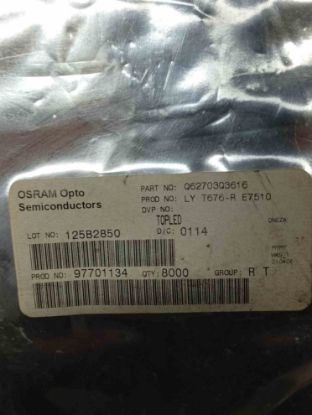 OSRAM Opto
Semiconductors
PART NO: Q62703Q3616
PROD NO: LY T676-R E7510
OVP NO:
TOPLED
LOT NO: 12582850
D/C: 0114
PROD NO: 97701134 QTY: 8000 GROUP: R T